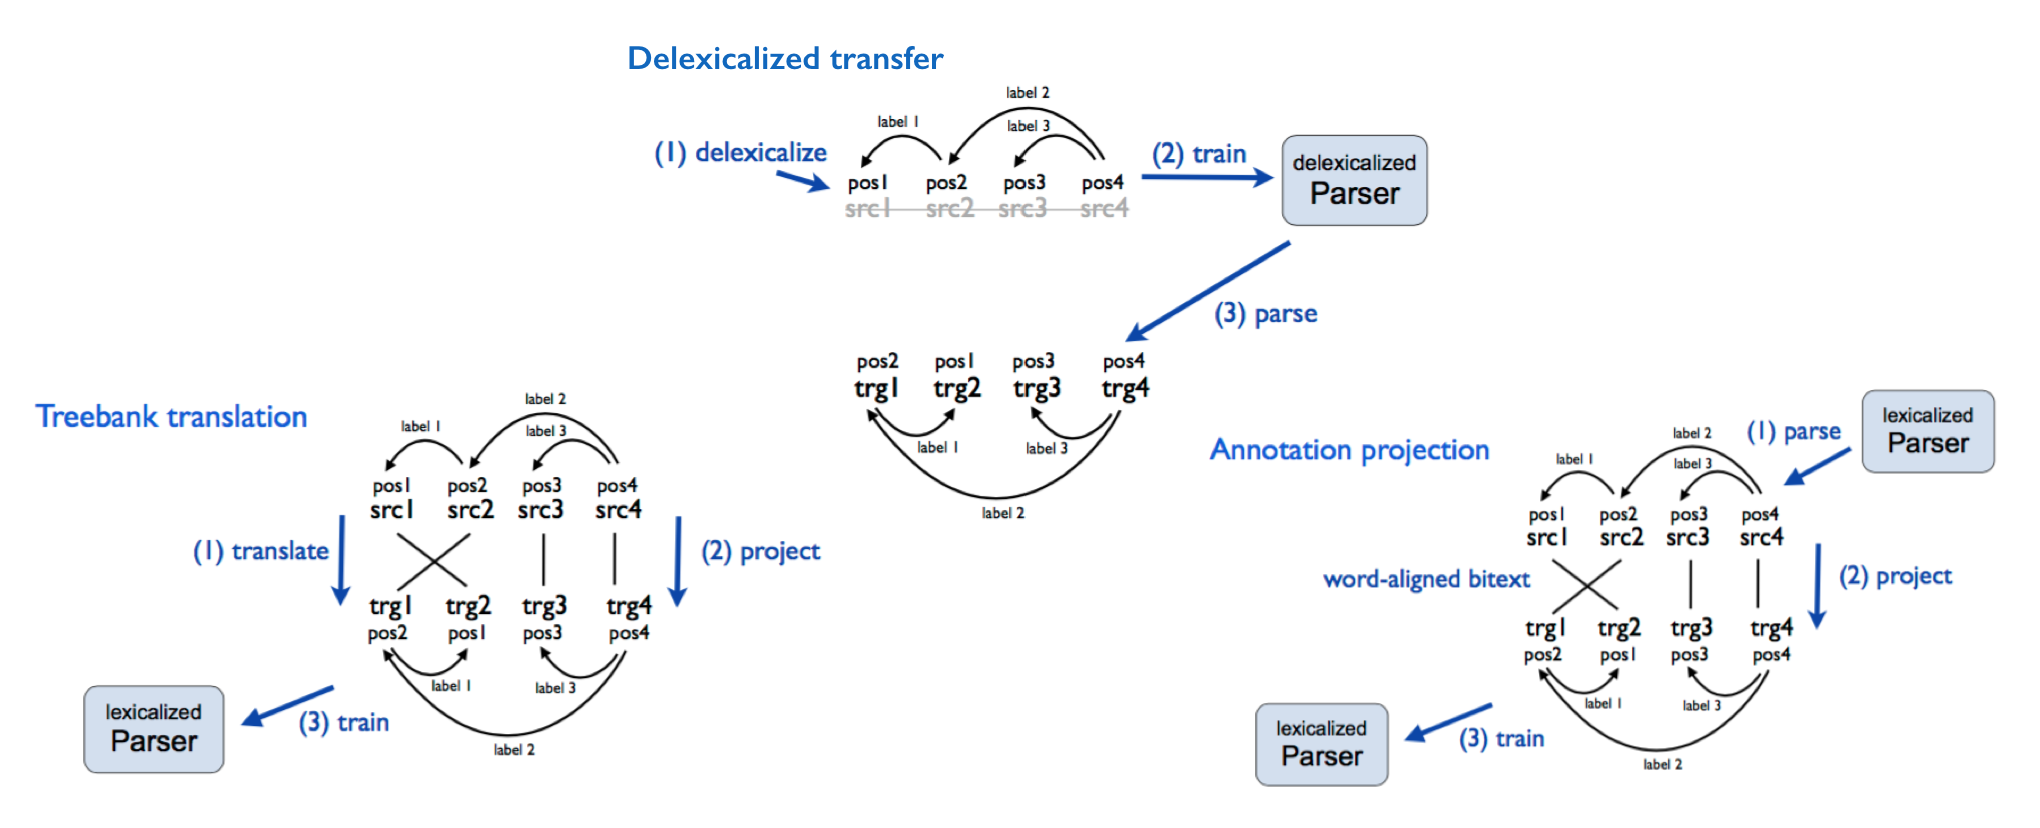 Delexicalized transfer
label 2
label 1
label 3
(1) delexicalize
(2) train
delexicalized
Parser
pos1 pos2 pos3 pos4
src1 src2 src3 src4
(3) parse
pos2 pos1 pos3 pos4
trg1 trg2 trg3 trg4
label 1 label 3
label 2
Treebank translation
label 2
label 1
label 3
pos1 pos2 pos3 pos4
src1 src2 src3 src4
(1) translate
(2) project
trg1 trg2 trg3 trg4
pos2 pos1 pos3 pos4
label 1 label 3
label 2
(3) train
lexicalized
Parser
Annotation projection
(1) parse
lexicalized
Parser
label 2
label 1
label 3
pos1 pos2 pos3 pos4
src1 src2 src3 src4
word-aligned bitext
(2) project
trg1 trg2 trg3 trg4
pos2 pos1 pos3 pos4
label 1 label 3
label 2
(3) train
lexicalized
Parser